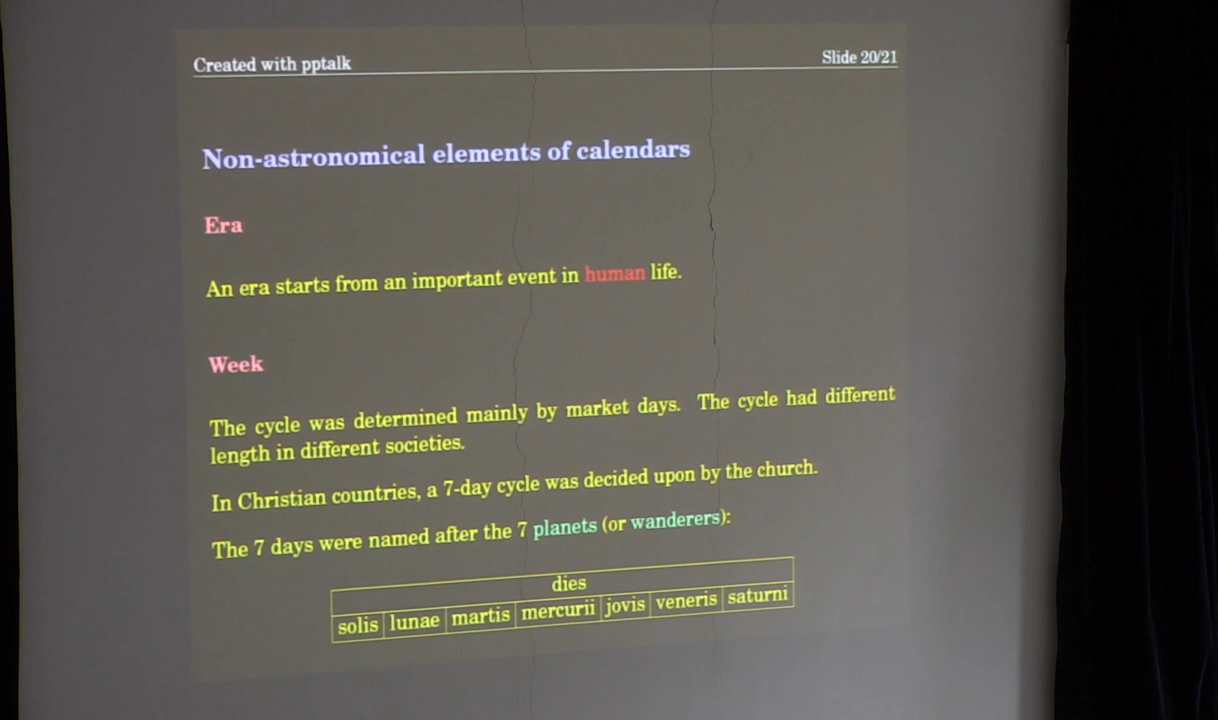 Created with pptalk
Slide 20/21
Non-astronomical elements of calendars
Era
An era starts from an important event in human life.
Week
The cycle was determined mainly by market days. The cycle had different
length in different societies.
In Christian countries, a 7-day cycle was decided upon by the church.
The 7 days were named after the 7 planets (or wanderers):
dies
solis lunae martis mercurii jovis veneris saturni